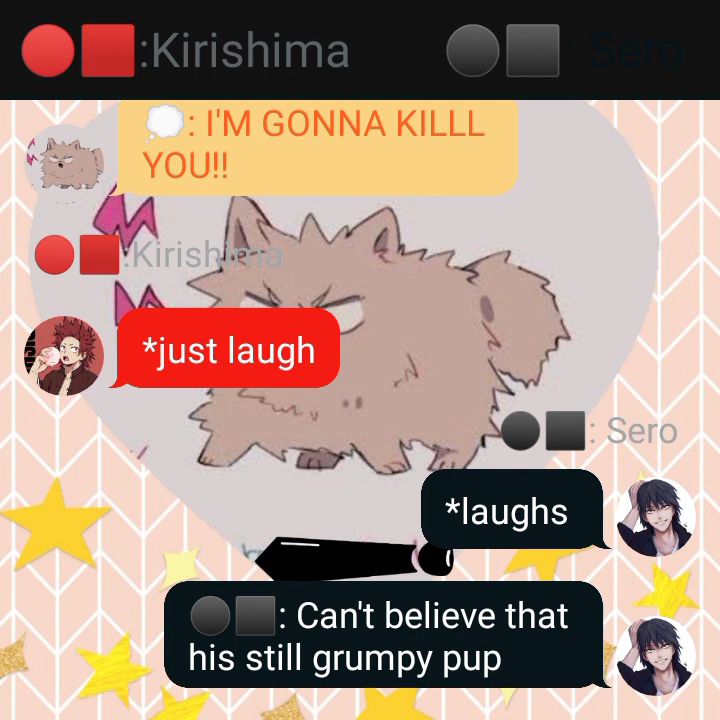 🔴🟥:Kirishima ⚫⬛ Sero
💭: I'M GONNA KILLL
YOU!!
🔴🟥:Kirishima
*just laugh
⚫⬛: Sero
*laughs
⚫⬛: Can't believe that
his still grumpy pup